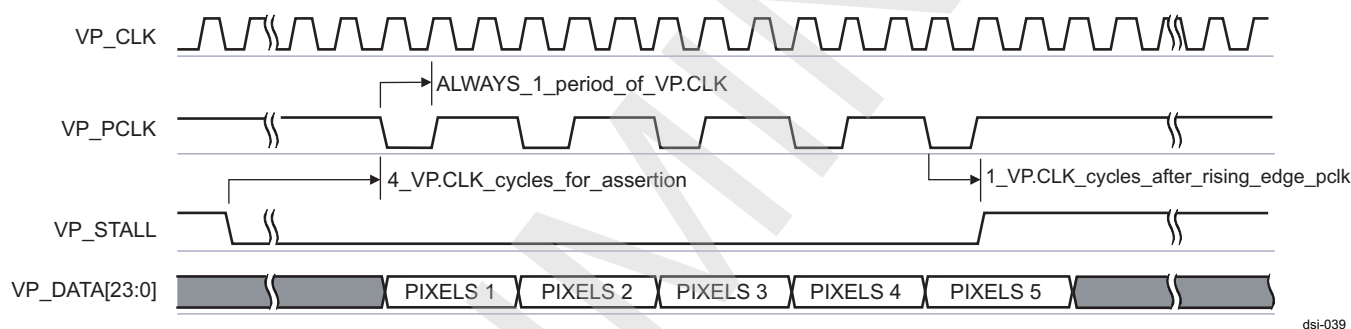 VP_CLK
ALWAYS_1_period_of_VP.CLK
VP_PCLK
4_VP.CLK_cycles_for_assertion
1_VP.CLK_cycles_after_rising_edge_pclk
VP_STALL
VP_DATA[23:0]
PIXELS 1
PIXELS 2
PIXELS 3
PIXELS 4
PIXELS 5
dsi-039